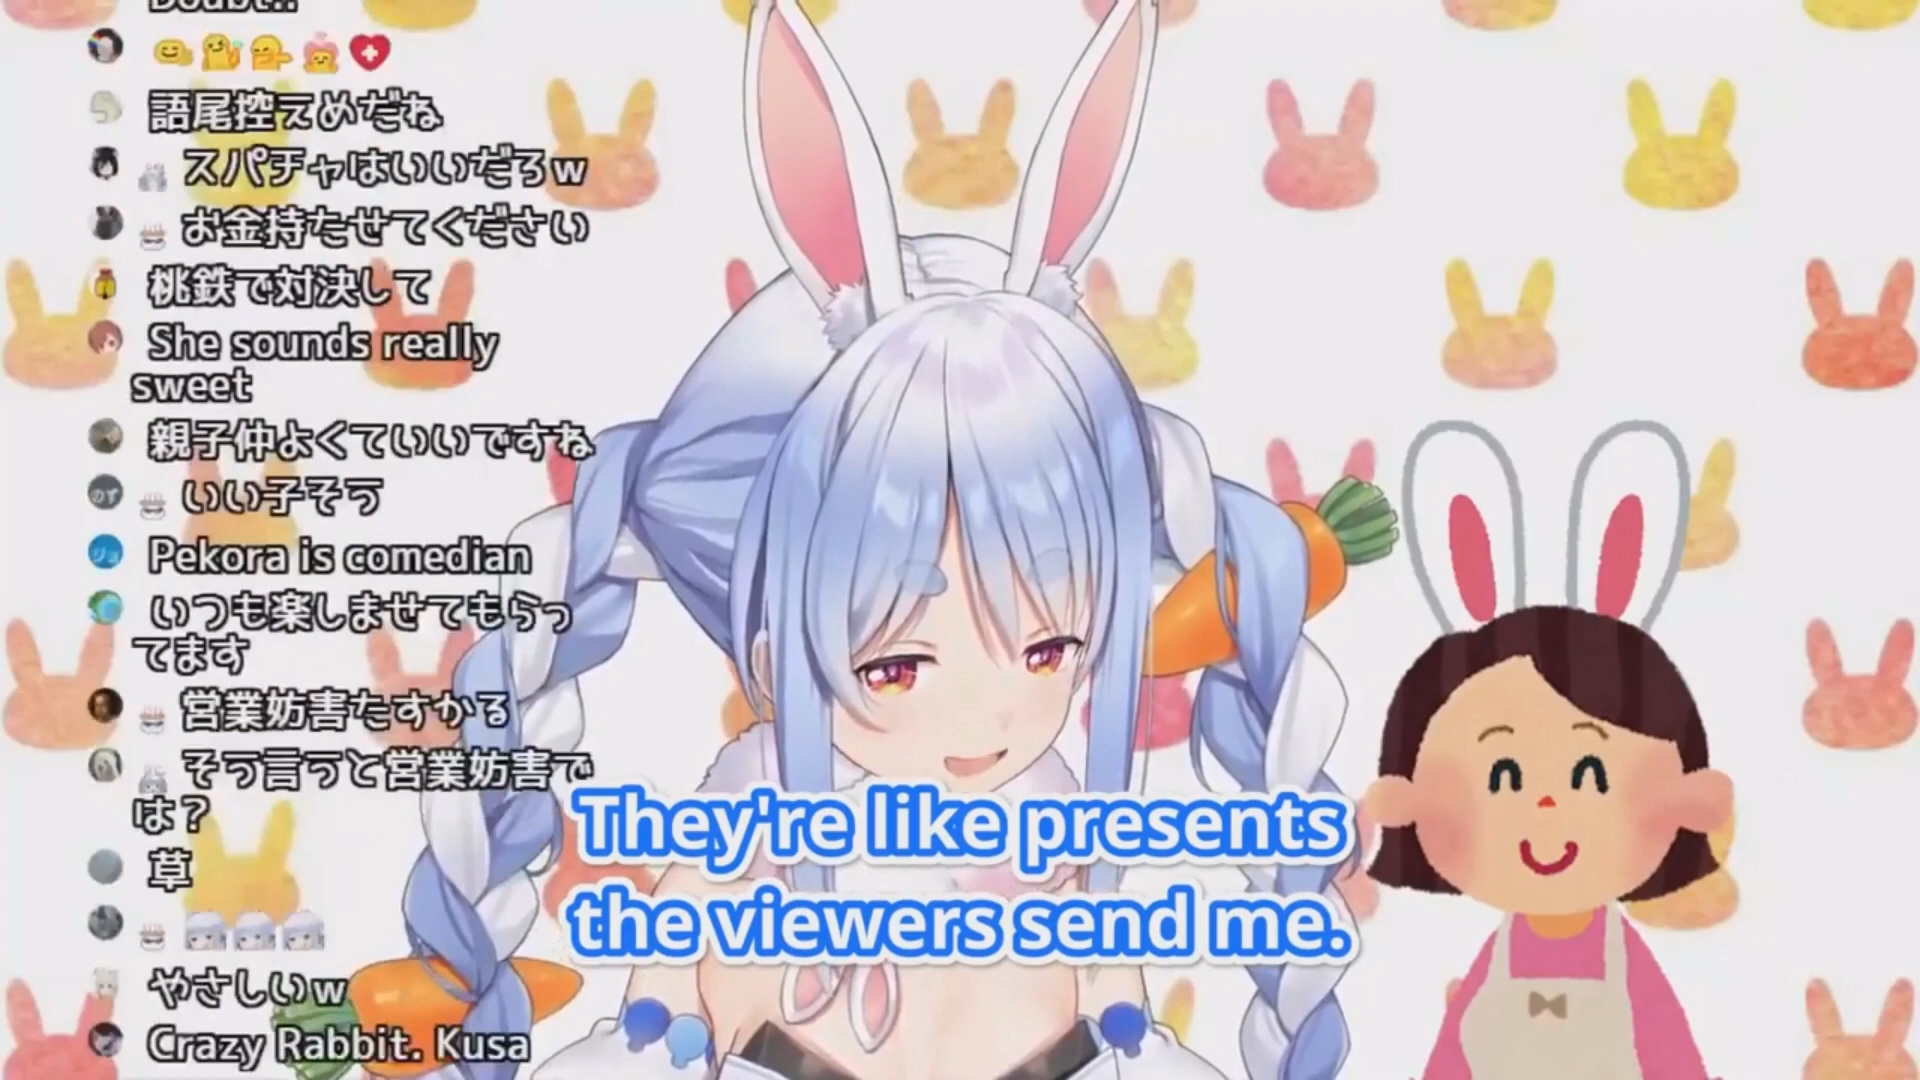 Doubt..
語尾控えめだね
スパチャはいいだろw
お金持たせてください
桃鉄で対決して
She sounds really
sweet
親子仲よくていいですね
のす
いい子そう
ジョ
Pekora is comedian
いつも楽しませてもらっ
てます
営業妨害たすかる
そう言うと営業妨害で
は?
草
やさしいw
Crazy Rabbit. Kusa
They're like presents
the viewers send me.